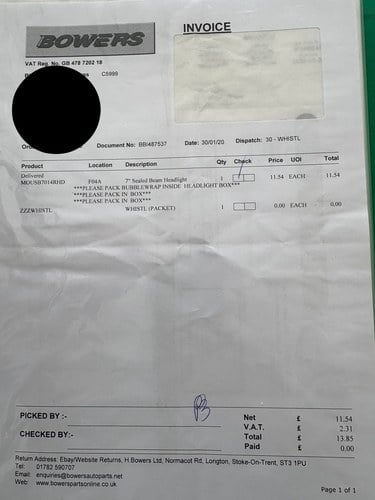 BOWERS
INVOICE
VAT Reg. No. GB 478 7202 18
C5999
Document No: BBI/487537 Date: 30/01/20 Dispatch: 30 - WHISTL
Product Location Description Qty Check Price UOI Total
Delivered
MOUSB7014RHD F04A 7" Sealed Beam Headlight 1 11.54 EACH 11.54
***PLEASE PACK BUBBLEWRAP INSIDE HEADLIGHT BOX***
***PLEASE PACK IN BOX***
***PLEASE PACK IN BOX***
ZZZWHISTL WHISTL (PACKET) 1 0.00 EACH 0.00
PICKED BY :-
CHECKED BY:-
Net £ 11.54
V.A.T. £ 2.31
Total £ 13.85
Paid £ 0.00
Return Address: Ebay/Website Returns, H.Bowers Ltd, Normacot Rd, Longton, Stoke-On-Trent, ST3 1PU
Tel: 01782 590707
Email: enquiries@bowersautoparts.net
Web: www.bowerspartsonline.co.uk
Page 1 of 1